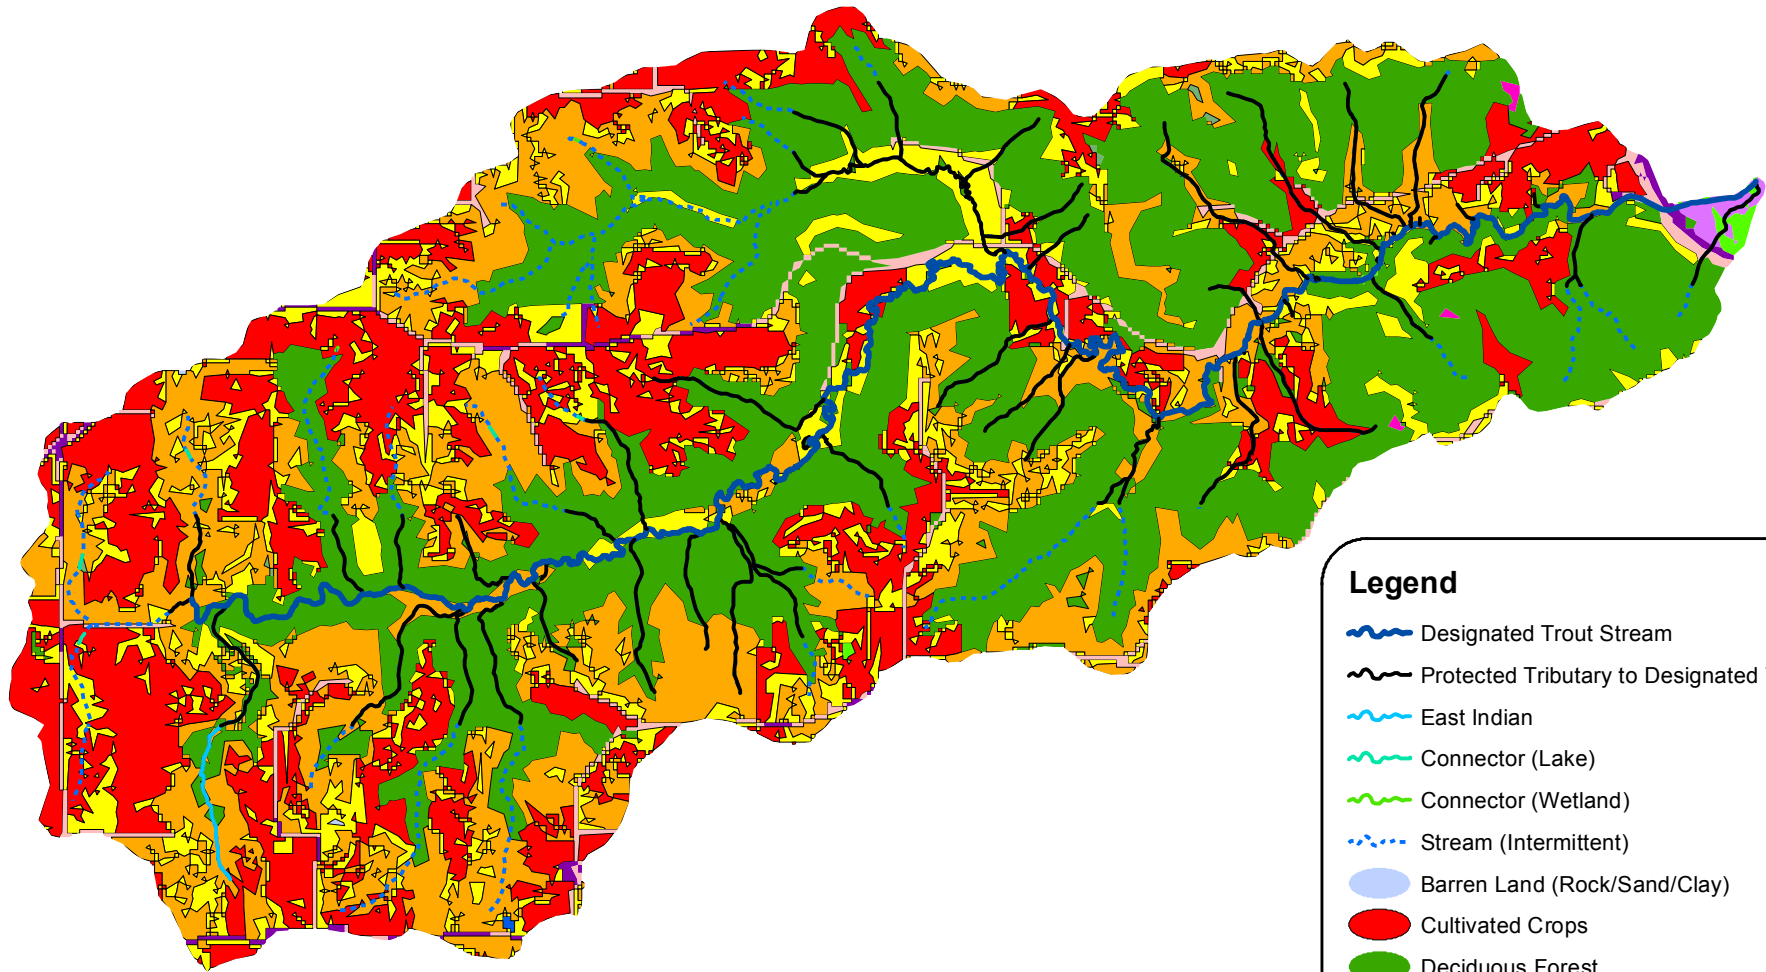 Legend
Designated Trout Stream
Protected Tributary to Designated
East Indian
Connector (Lake)
Connector (Wetland)
Stream (Intermittent)
Barren Land (Rock/Sand/Clay)
Cultivated Crops
Deciduous Forest